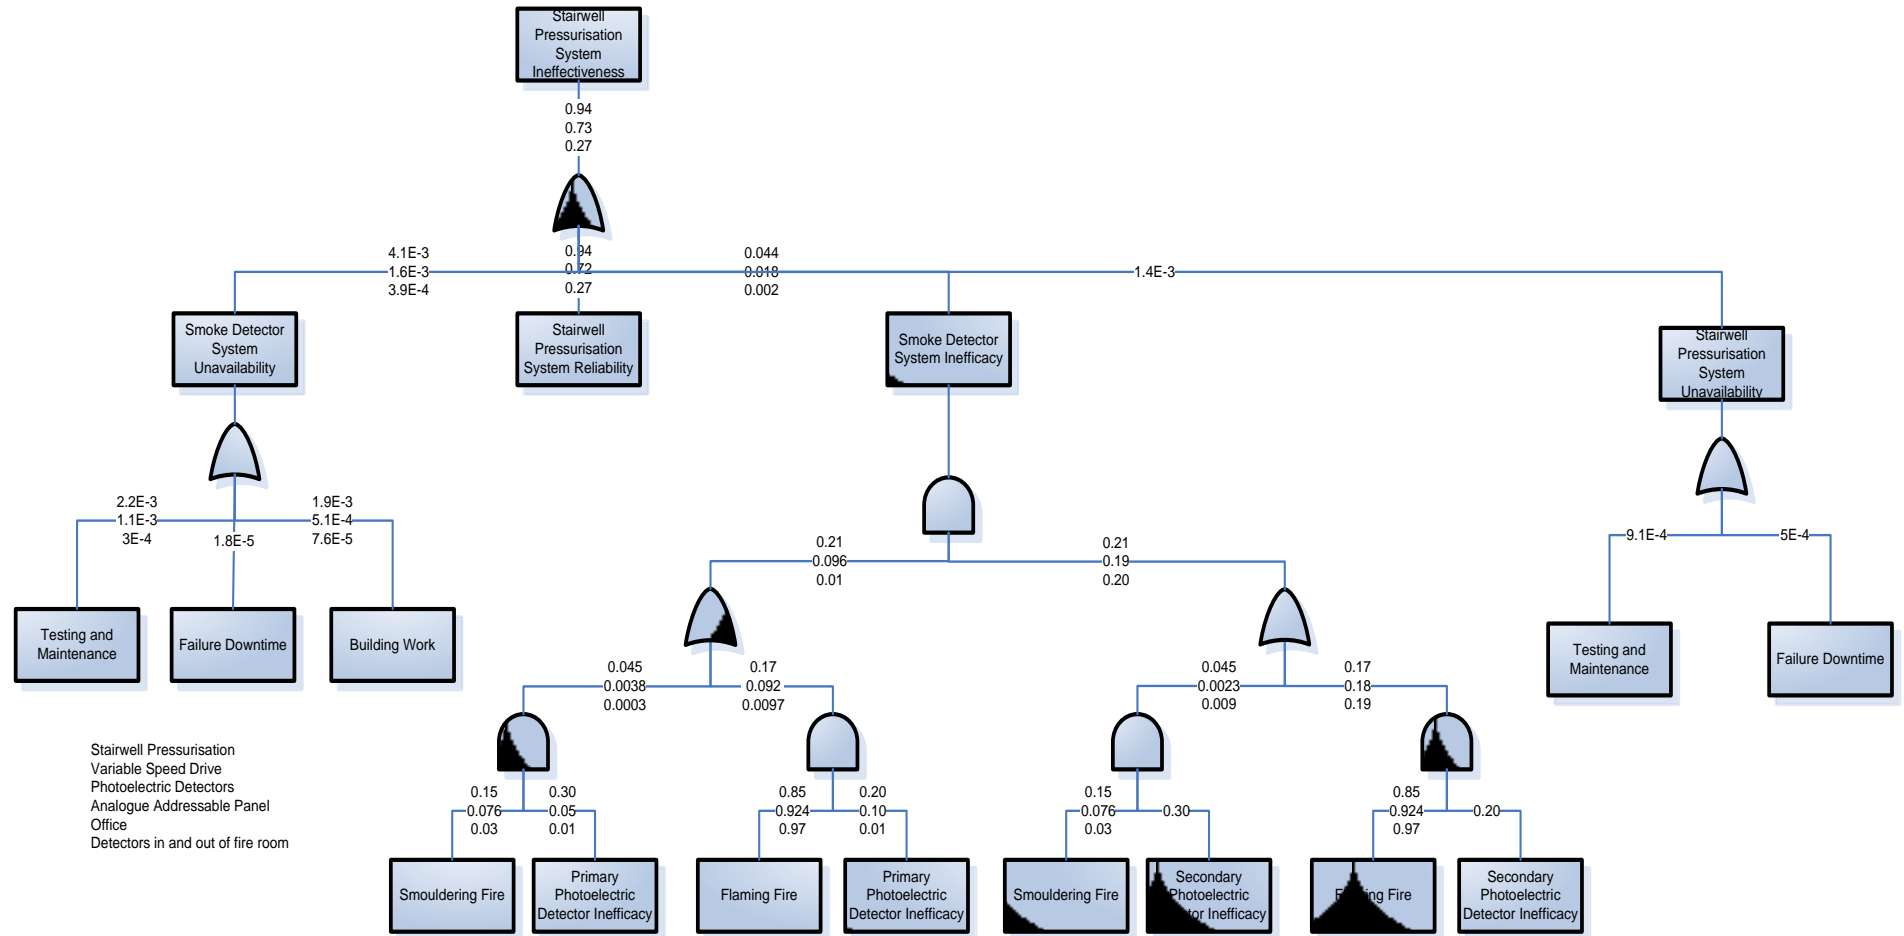 Stairwell
Pressurisation
System
Ineffectiveness
0.94
0.73
0.27
4.1E-3
1.6E-3
3.9E-4
0.94
0.72
0.27
0.044
0.018
0.002
1.4E-3
Smoke Detector
System
Unavailability
Stairwell
Pressurisation
System Reliability
Smoke Detector
System Inefficacy
Stairwell
Pressurisation
System
Unavailability
2.2E-3
1.1E-3
3E-4
1.8E-5
1.9E-3
5.1E-4
7.6E-5
0.21
0.096
0.01
0.21
0.19
0.20
9.1E-4
5E-4
Testing and
Maintenance
Failure Downtime
Building Work
Testing and
Maintenance
Failure Downtime
0.045
0.0038
0.0003
0.17
0.092
0.0097
0.045
0.0023
0.009
0.17
0.18
0.19
Stairwell Pressurisation
Variable Speed Drive
Photoelectric Detectors
Analogue Addressable Panel
Office
Detectors in and out of fire room
0.15
0.076
0.03
0.30
0.05
0.01
0.85
0.924
0.97
0.20
0.10
0.01
0.15
0.076
0.03
0.30
0.85
0.924
0.97
0.20
Smouldering Fire
Primary
Photoelectric
Detector Inefficacy
Flaming Fire
Primary
Photoelectric
Detector Inefficacy
Smouldering Fire
Secondary
Photoelectric
Inefficacy
Fire
Secondary
Photoelectric
Detector Inefficacy